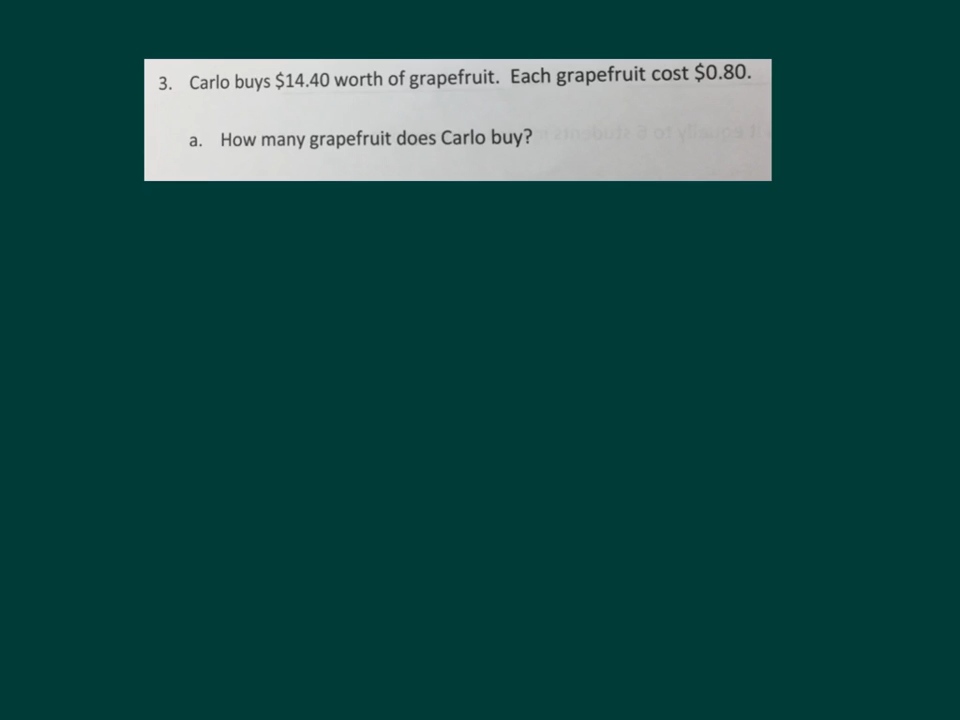 3. Carlo buys $14.40 worth of grapefruit. Each grapefruit cost $0.80.
a. How many grapefruit does Carlo buy?